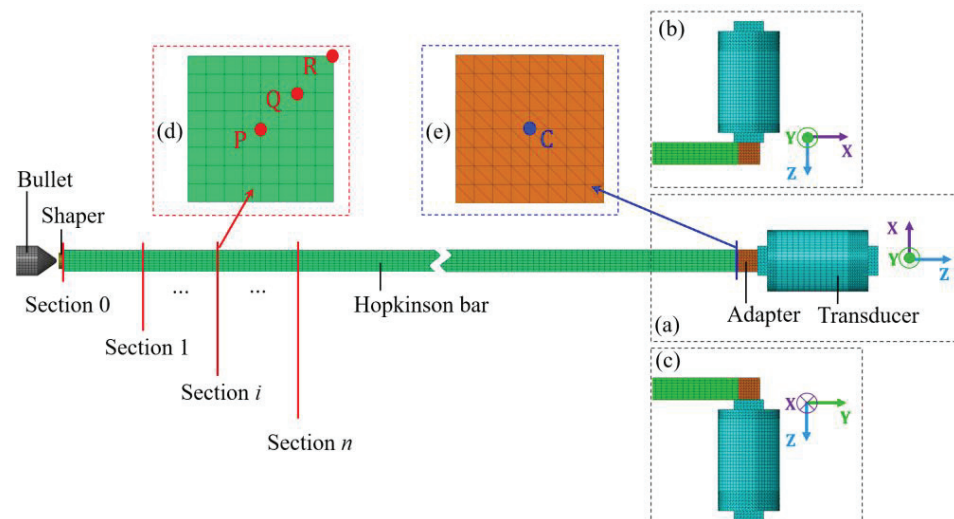 (b)
Y
X
Z
(d)
R
Q
P
(e)
C
Bullet
Shaper
Section 0
...
...
Section 1
Section i
Section n
Hopkinson bar
X
Y
Z
(a)
Adapter
Transducer
(c)
X
Y
Z